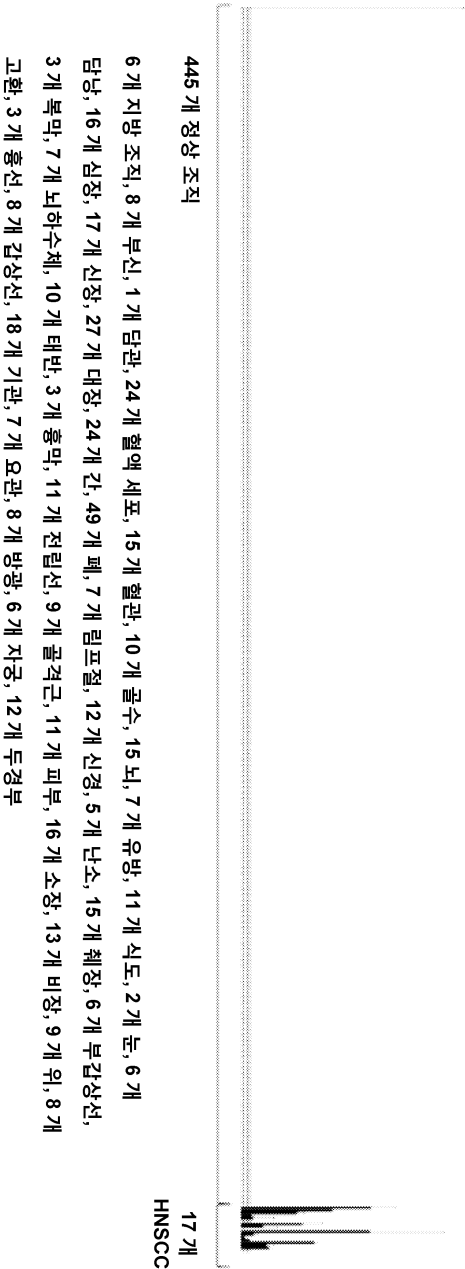 445 개 정상 조직
17 개
HNSCC
6 개 지방 조직, 8 개 부신, 1 개 담관, 24 개 혈액 세포, 15 개 혈관, 10 개 골수, 15 뇌, 7 개 유방, 11 개 식도, 2 개 눈, 6 개
담낭, 16 개 심장, 17 개 신장, 27 개 대장, 24 개 간, 49 개 폐, 7 개 림프절, 12 개 신경, 5 개 난소, 15 개 췌장, 6 개 부갑상선,
3 개 복막, 7 개 뇌하수체, 10 개 태반, 3 개 흉막, 11 개 전립선, 9 개 골격근, 11 개 피부, 16 개 소장, 13 개 비장, 9 개 위, 8 개
고환, 3 개 흉선, 8 개 갑상선, 18 개 기관, 7 개 요관, 8 개 방광, 6 개 자궁, 12 개 두경부